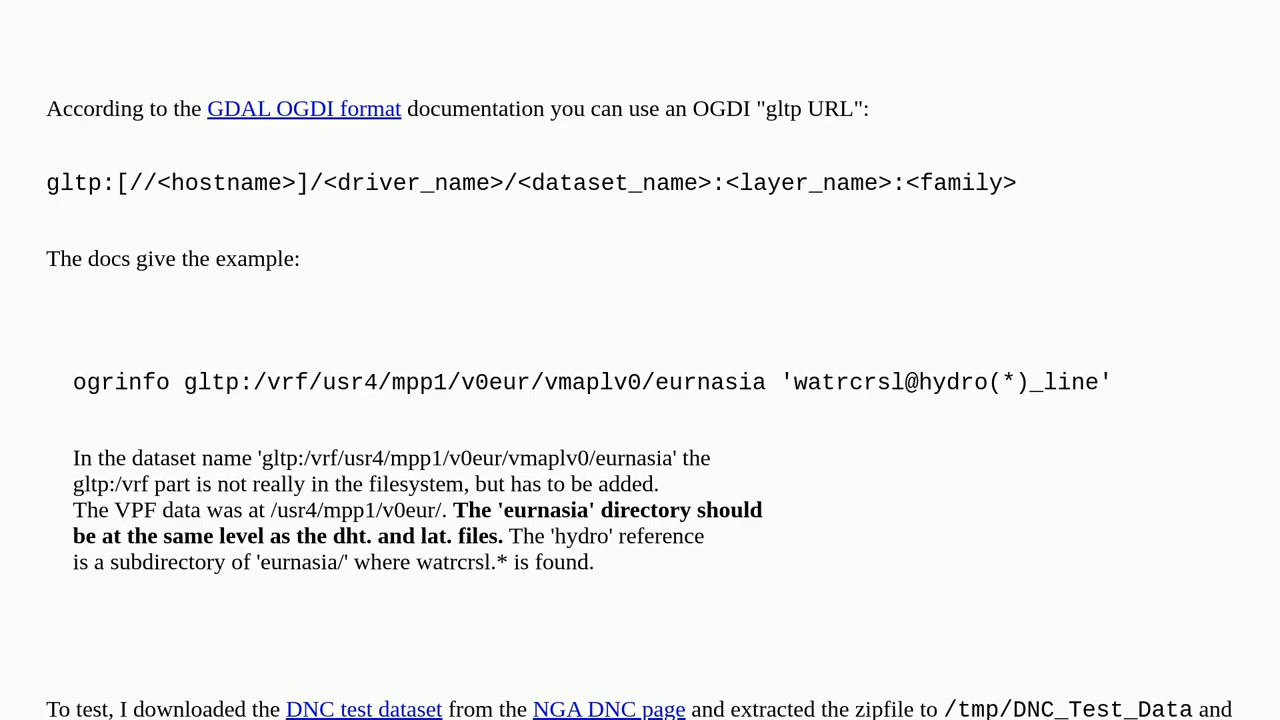 According to the GDAL OGDI format documentation you can use an OGDI "gltp URL":
gltp:[//<hostname>]/<driver_name>/<dataset_name>:<layer_name>:<family>
The docs give the example:
ogrinfo gltp:/vrf/usr4/mpp1/v0eur/vmaplv0/eurnasia 'watrcrsl@hydro(*)_line'
In the dataset name 'gltp:/vrf/usr4/mpp1/v0eur/vmaplv0/eurnasia' the
gltp:/vrf part is not really in the filesystem, but has to be added.
The VPF data was at /usr4/mpp1/v0eur/. The 'eurnasia' directory should
be at the same level as the dht. and lat. files. The 'hydro' reference
is a subdirectory of 'eurnasia/' where watrcrsl.* is found.
To test, I downloaded the DNC test dataset from the NGA DNC page and extracted the zipfile to /tmp/DNC_Test_Data and